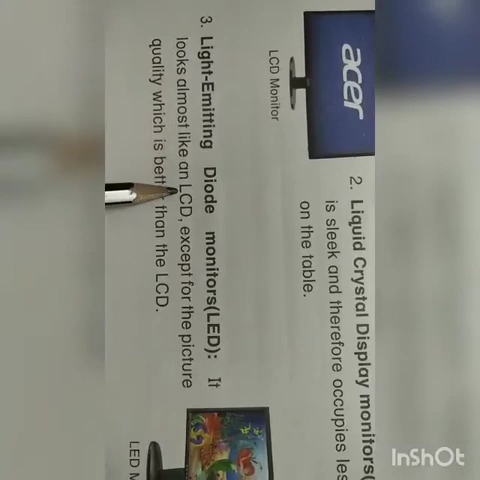 acer
LCD Monitor
2. Liquid Crystal Display monitors(
is sleek and therefore occupies les
on the table.
3. Light-Emitting Diode monitors(LED): It
looks almost like an LCD, except for the picture
quality which is than the LCD.
LED M
InShOt